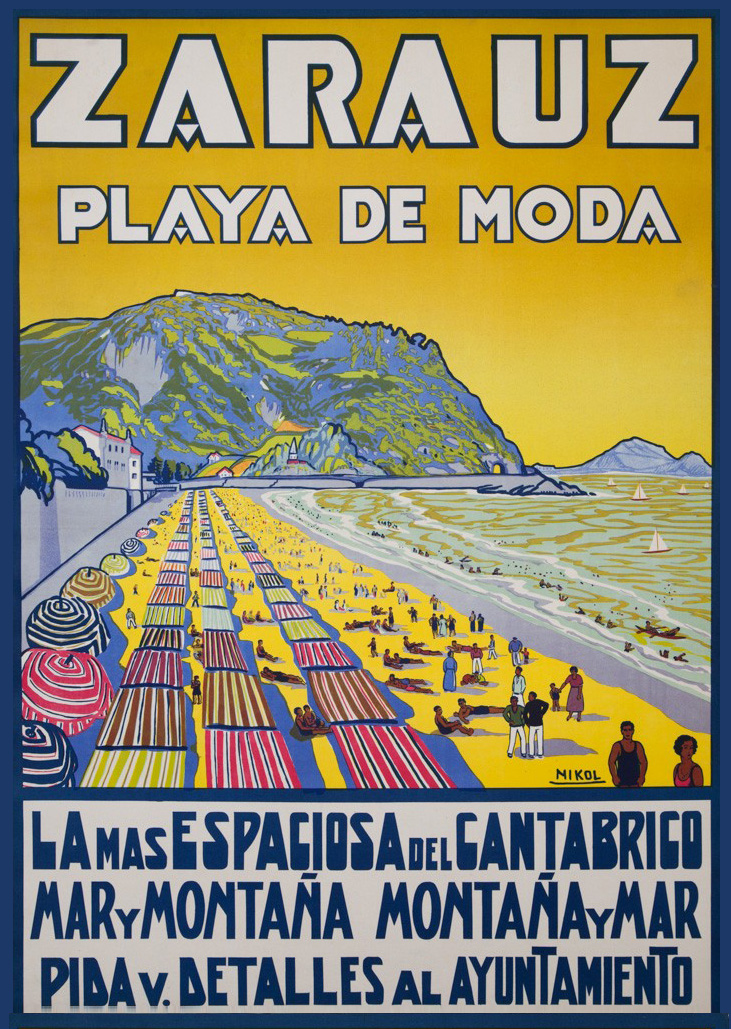 ZARAUZ
PLAYA DE MODA
NIKOL
LA MAS ESPACIOSA DEL CANTABRICO
MAR Y MONTAÑA MONTAÑA Y MAR
PIDA V. DETALLES AL AYUNTAMIENTO